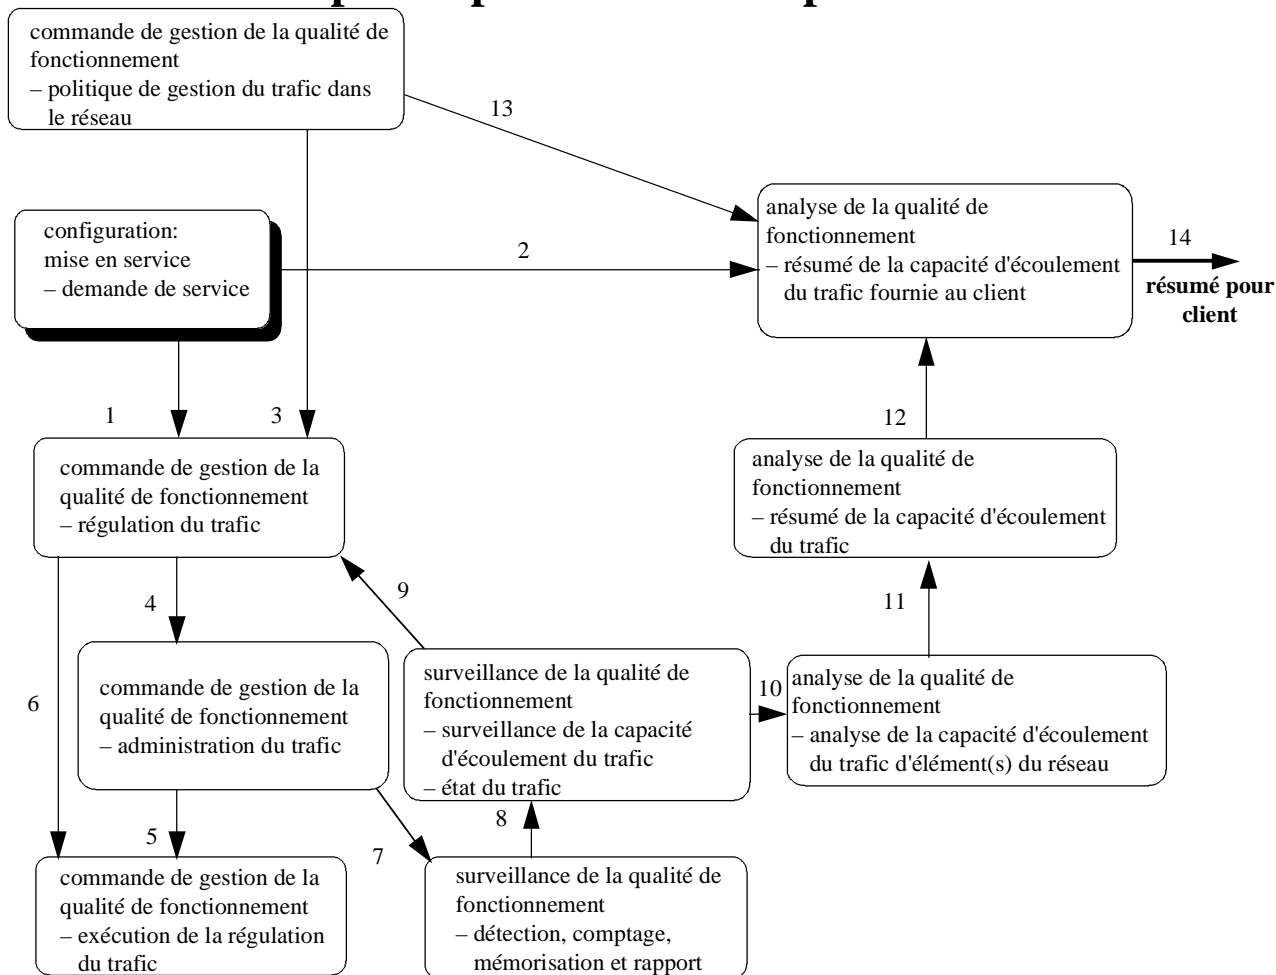 commande de gestion de la qualité de
fonctionnement
– politique de gestion du trafic dans
le réseau
13
configuration:
mise en service
– demande de service
2
analyse de la qualité de
fonctionnement
– résumé de la capacité d'écoulement
du trafic fournie au client
14
résumé pour
client
1
3
12
commande de gestion de la
qualité de fonctionnement
– régulation du trafic
analyse de la qualité de
fonctionnement
– résumé de la capacité d'écoulement
du trafic
9
11
4
6
commande de gestion de la
qualité de fonctionnement
– administration du trafic
surveillance de la qualité de
fonctionnement
– surveillance de la capacité
d'écoulement du trafic
– état du trafic
10
analyse de la qualité de
fonctionnement
– analyse de la capacité d'écoulement
du trafic d'élément(s) du réseau
5
7
8
commande de gestion de la
qualité de fonctionnement
– exécution de la régulation
du trafic
surveillance de la qualité de
fonctionnement
– détection, comptage,
mémorisation et rapport